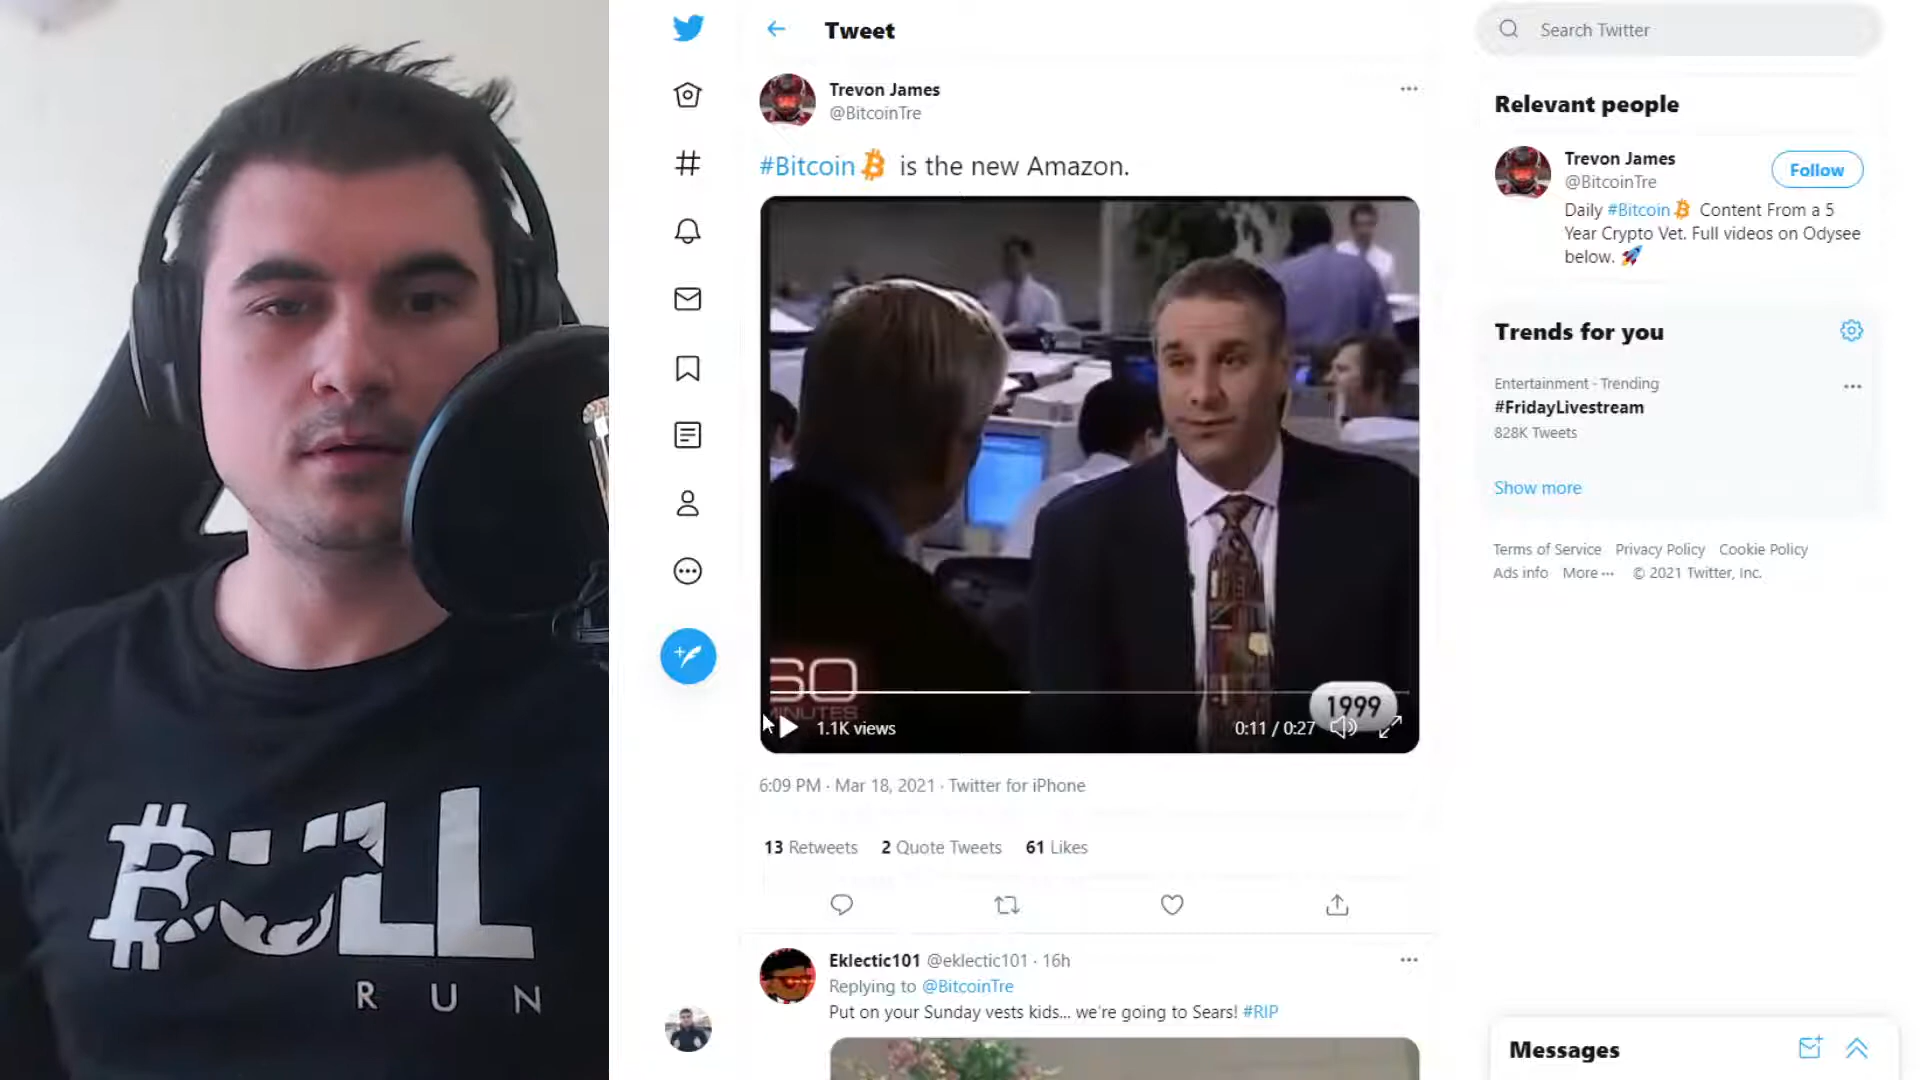 BULL
RUN
Tweet
Trevon James
@BitcoinTre
#Bitcoin is the new Amazon.
60
MINUTES
1999
1.1K views
0:11 / 0:27
6:09 PM · Mar 18, 2021 · Twitter for iPhone
13 Retweets 2 Quote Tweets 61 Likes
Eklectic101 @eklectic101 · 16h
Replying to @BitcoinTre
Put on your Sunday vests kids... we're going to Sears! #RIP
Search Twitter
Relevant people
Trevon James
@BitcoinTre
Follow
Daily #Bitcoin Content From a 5
Year Crypto Vet. Full videos on Odysee
below.
Trends for you
Entertainment · Trending
#FridayLivestream
828K Tweets
Show more
Terms of Service Privacy Policy Cookie Policy
Ads info More ··· © 2021 Twitter, Inc.
Messages